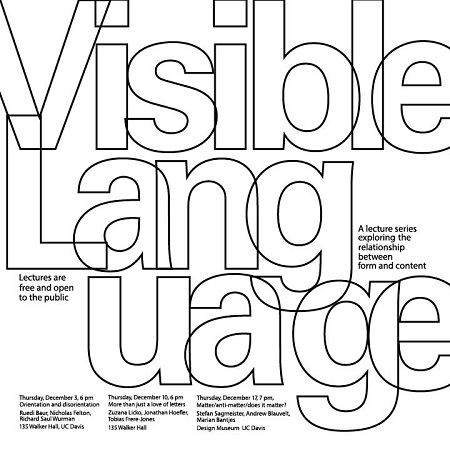 Visible
Lang
uage
A lecture series
exploring the
relationship
between
form and content
Lectures are
free and open
to the public
Thursday, December 3, 6 pm
Orientation and disorientation
Ruedi Baur, Nicholas Felton,
Richard Saul Wurman
135 Walker Hall, UC Davis
Thursday, December 10, 6 pm
More than just a love of letters
Zuzana Licko, Jonathan Hoefler,
Tobias Frere-Jones
135 Walker Hall
Thursday, December 17, 7 pm,
Matter/anti-matter/does it matter?
Stefan Sagmeister, Andrew Blauvelt,
Marian Bantjes
Design Museum UC Davis